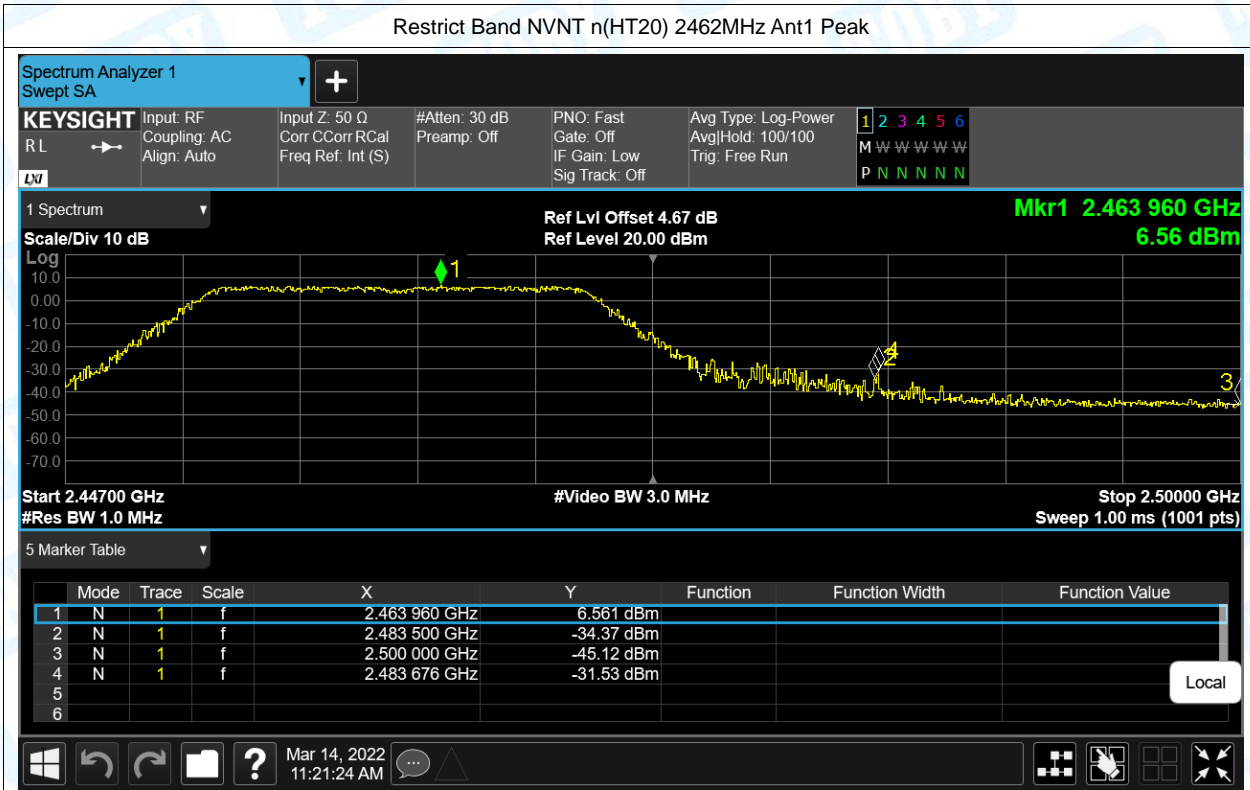 Restrict Band NVNT n(HT20) 2462MHz Ant1 Peak
Spectrum Analyzer 1
Swept SA
+
KEYSIGHT Input: RF Input Z: 50 Ω #Atten: 30 dB PNO: Fast Avg Type: Log-Power 1 2 3 4 5 6
R L Coupling: AC Corr CCorr RCal Preamp: Off Gate: Off Avg|Hold: 100/100 M W W W W W
Align: Auto Freq Ref: Int (S) IF Gain: Low Trig: Free Run
LXI Sig Track: Off P N N N N N
1 Spectrum Ref Lvl Offset 4.67 dB Mkr1 2.463 960 GHz
Scale/Div 10 dB Ref Level 20.00 dBm 6.56 dBm
Log
1
10.0
0.00
-10.0
-20.0
4
2
-30.0
3
-40.0
-50.0
-60.0
-70.0
Start 2.44700 GHz #Video BW 3.0 MHz Stop 2.50000 GHz
#Res BW 1.0 MHz Sweep 1.00 ms (1001 pts)
5 Marker Table
Mode Trace Scale X Y Function Function Width Function Value
1 N 1 f 2.463 960 GHz 6.561 dBm
2 N 1 f 2.483 500 GHz -34.37 dBm
3 N 1 f 2.500 000 GHz -45.12 dBm
4 N 1 f 2.483 676 GHz -31.53 dBm
5
6
Local
? Mar 14, 2022
11:21:24 AM